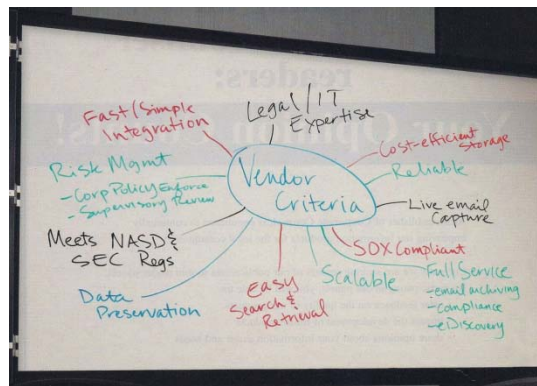 Vendor
Criteria
Legal/IT
Expertise
Cost-efficient
Storage
Reliable
Live email
Capture
SOX Compliant
Full Service
-email archiving
-compliance
-eDiscovery
Scalable
Easy
Search &
Retrieval
Data
Preservation
Meets NASD &
SEC Regs
Risk Mgmt
-Corp Policy Enforce
-Supervisory Review
Fast/Simple
Integration